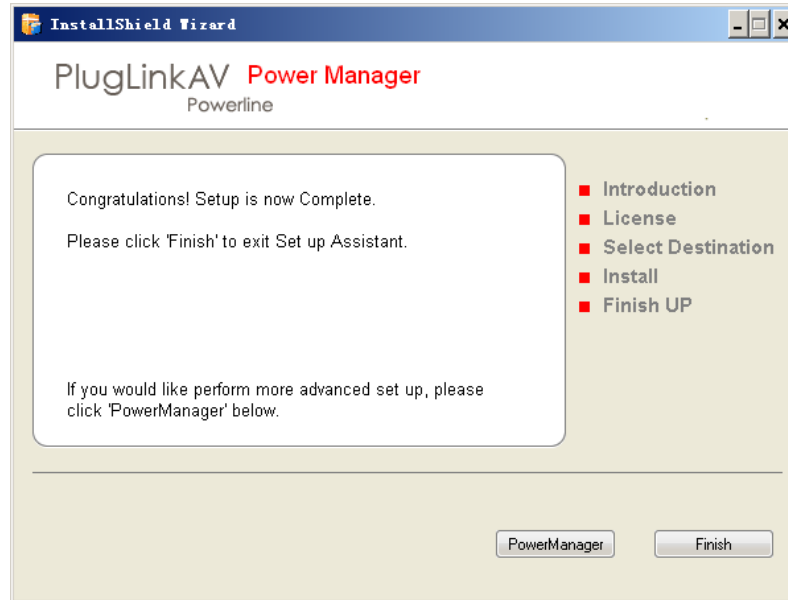 InstallShield Wizard
PlugLinkAV Power Manager
Powerline
Congratulations! Setup is now Complete.
Please click 'Finish' to exit Set up Assistant.
If you would like perform more advanced set up, please
click 'PowerManager' below.
Introduction
License
Select Destination
Install
Finish UP
PowerManager
Finish